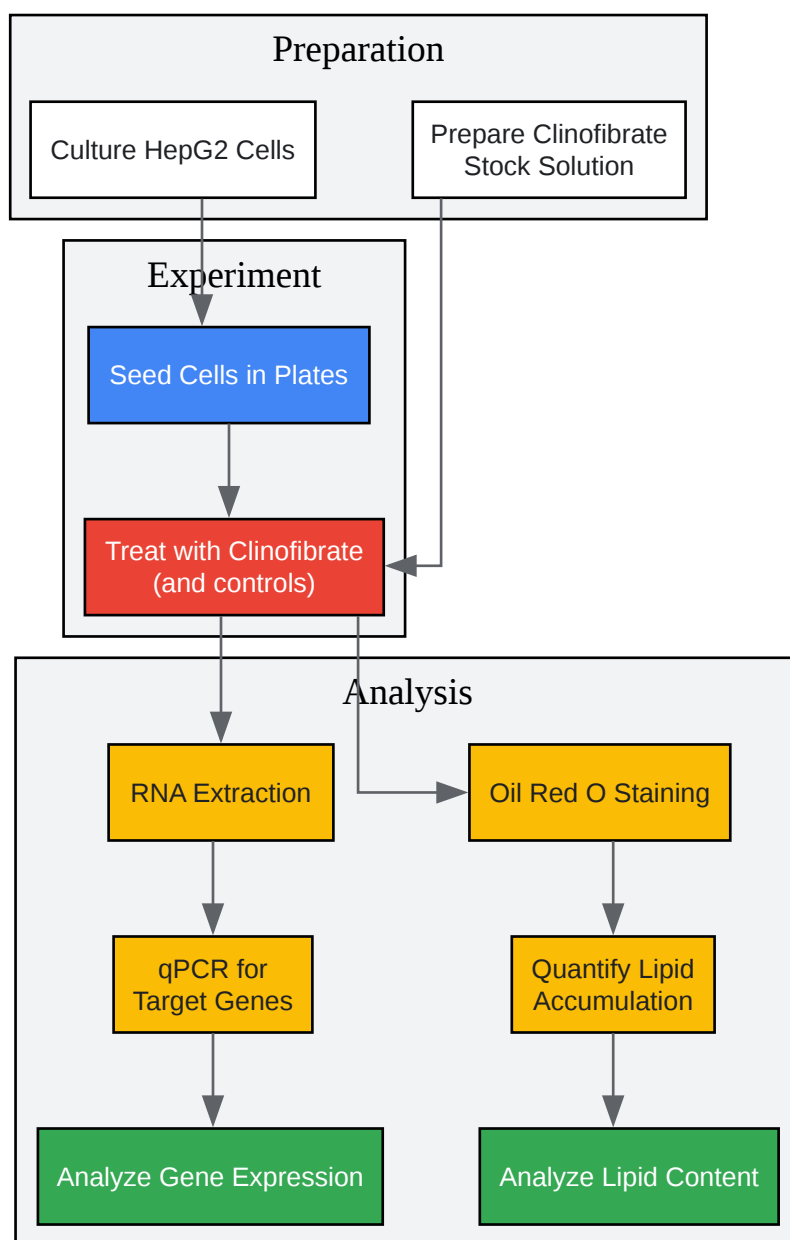 Preparation
Culture HepG2 Cells
Prepare Clinofibrate
Stock Solution
Experiment
Seed Cells in Plates
Treat with Clinofibrate
(and controls)
Analysis
RNA Extraction
Oil Red O Staining
qPCR for
Target Genes
Quantify Lipid
Accumulation
Analyze Gene Expression
Analyze Lipid Content